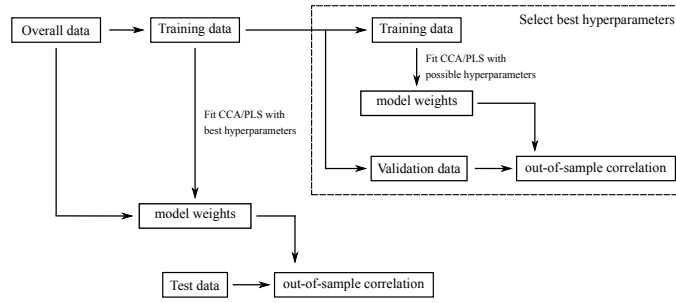 Select best hyperparameters
Overall data
Training data
Training data
Fit CCA/PLS with
possible hyperparameters
model weights
Fit CCA/PLS with
best hyperparameters
Validation data
out-of-sample correlation
model weights
Test data
out-of-sample correlation